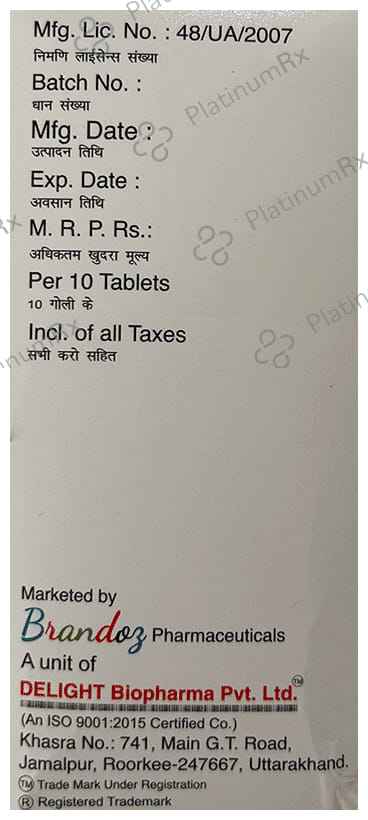 Mfg. Lic. No. : 48/UA/2007
निमणि लाईसेन्स संख्या
Batch No. :
धान संख्या
Mfg. Date :
उत्पादन तिथि
Exp. Date :
अवसान तिथि
M. R. P. Rs.:
अधिकतम खुदरा मूल्य
Per 10 Tablets
10 गोली के
Incl. of all Taxes
सभी करो सहित
Marketed by
Brandoz Pharmaceuticals
A unit of
DELIGHT Biopharma Pvt. Ltd.™
(An ISO 9001:2015 Certified Co.)
Khasra No.: 741, Main G.T. Road,
Jamalpur, Roorkee-247667, Uttarakhand.
™ Trade Mark Under Registration
® Registered Trademark
PlatinumRx
PlatinumRx